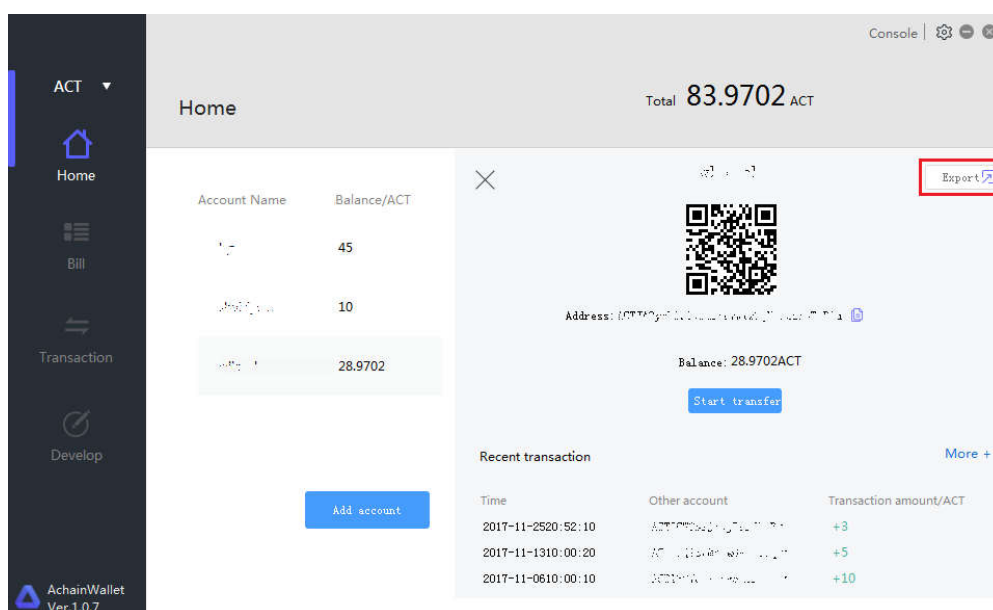 Console
ACT
Home
Total 83.9702 ACT
Home
Export
Account Name Balance/ACT
Bill
45
Address:
10
Transaction
Balance: 28.9702ACT
28.9702
Start transfer
Develop
Recent transaction More +
Time Other account Transaction amount/ACT
Add account
2017-11-2520:52:10 +3
2017-11-1310:00:20 +5
2017-11-0610:00:10 +10
AchainWallet
Ver 1.0.7